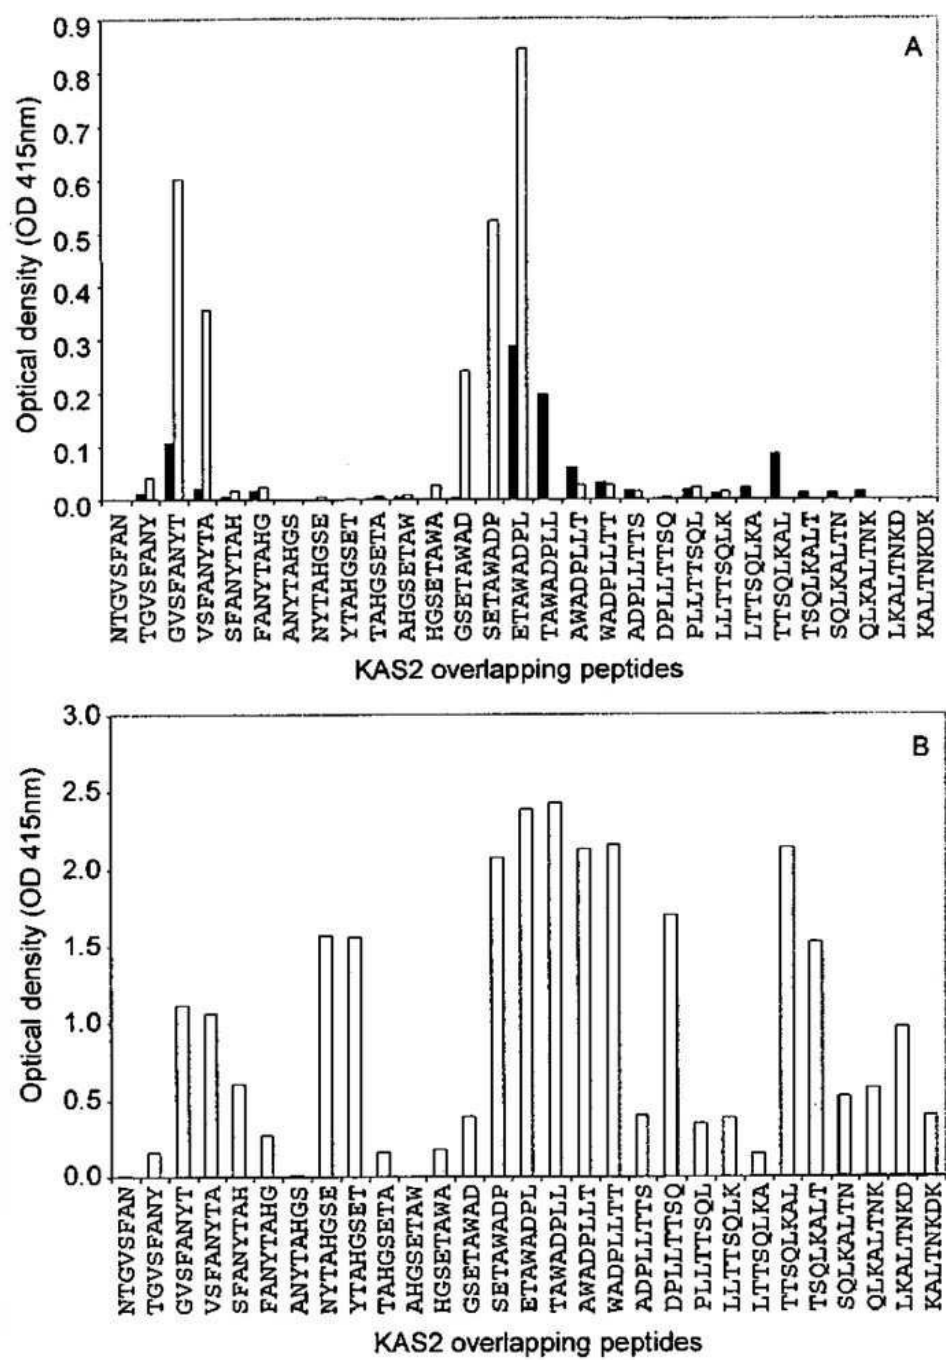 A
Optical density (OD 415nm)
0.9
0.8
0.7
0.6
0.5
0.4
0.3
0.2
0.1
0.0
NTGVSFAN
TGVSFANY
GVSFANYT
VSFANYTA
SFANYTAH
FANYTAHG
ANYTAHGS
NYTAHGSE
YTAHGSET
TAHGSETA
AHGSETAW
HGSETAWA
GSETAWAD
SETAWADP
ETAWADPL
TAWADPLL
AWADPLLT
WADPLLTT
ADPLLTTS
DPLLTTSQ
PLLTTSQL
LLTTSQLK
LTTSQLKA
TTSQLKAL
TSQLKALT
SQLKALTN
QLKALTNK
LKALTNKD
KALTNKDK
KAS2 overlapping peptides
B
Optical density (OD 415nm)
3.0
2.5
2.0
1.5
1.0
0.5
0.0
NTGVSFAN
TGVSFANY
GVSFANYT
VSFANYTA
SFANYTAH
FANYTAHG
ANYTAHGS
NYTAHGSE
YTAHGSET
TAHGSETA
AHGSETAW
HGSETAWA
GSETAWAD
SETAWADP
ETAWADPL
TAWADPLL
AWADPLLT
WADPLLTT
ADPLLTTS
DPLLTTSQ
PLLTTSQL
LLTTSQLK
LTTSQLKA
TTSQLKAL
TSQLKALT
SQLKALTN
QLKALTNK
LKALTNKD
KALTNKDK
KAS2 overlapping peptides